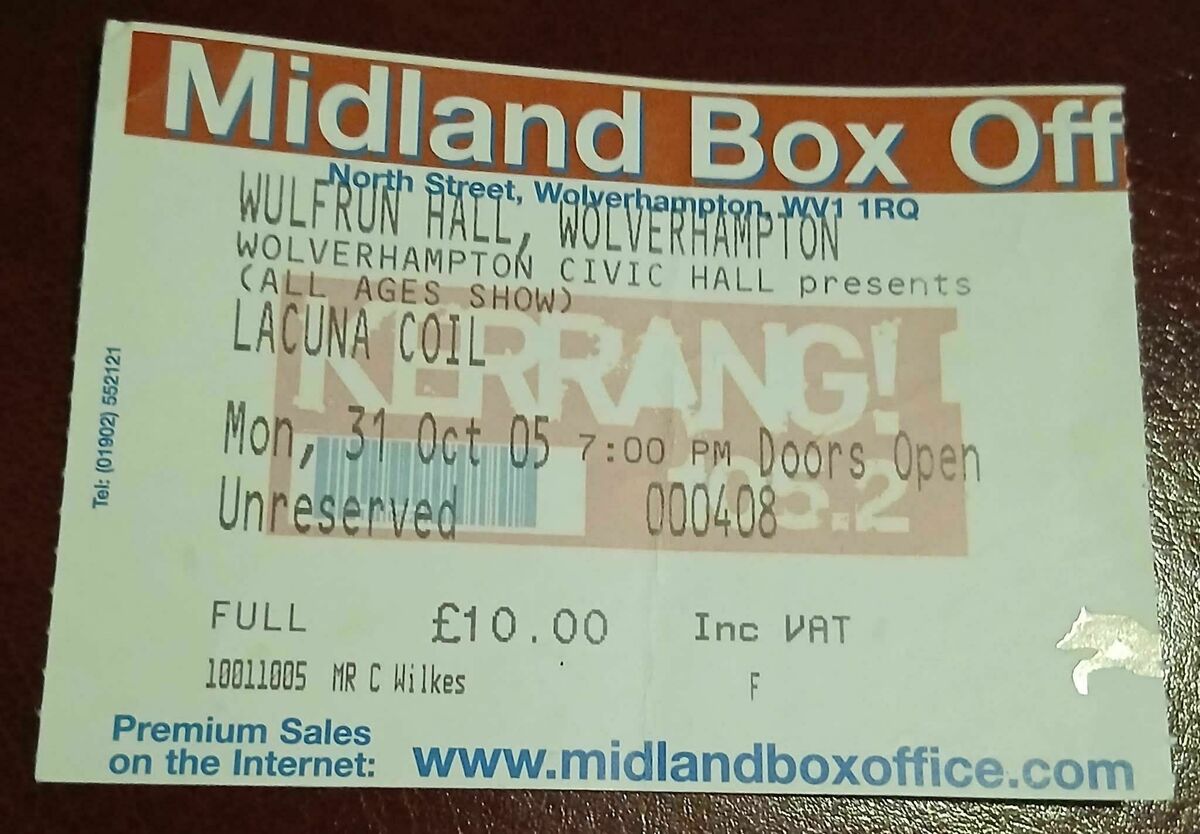 Midland Box Off
North Street, Wolverhampton, WV1 1RQ
WULFRUN HALL, WOLVERHAMPTON
WOLVERHAMPTON CIVIC HALL presents
(ALL AGES SHOW)
LACUNA COIL
KERRANG!
105.2
Mon, 31 Oct 05 7:00 PM Doors Open
Unreserved 000408
FULL £10.00 Inc VAT
10011005 MR C Wilkes F
Premium Sales
on the Internet: www.midlandboxoffice.com
Tel: (01902) 552121